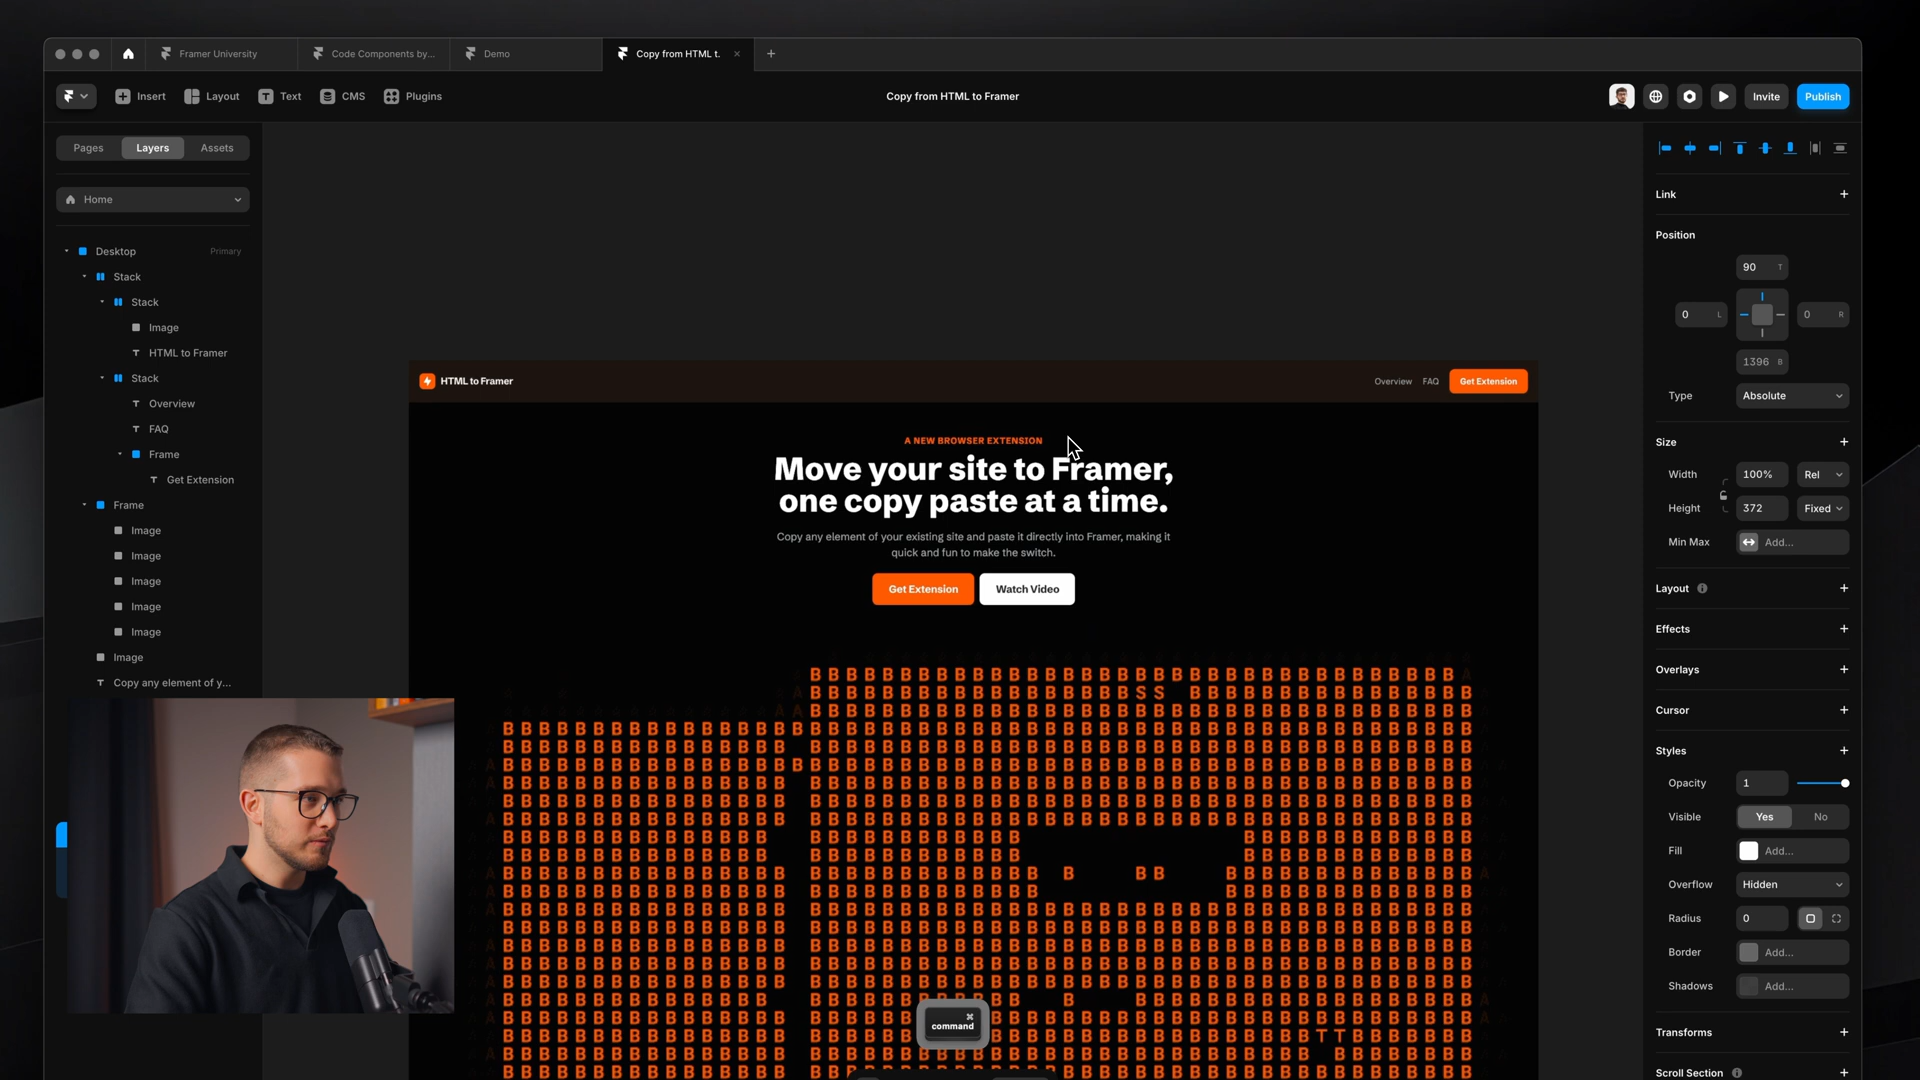 Framer University
Code Components by...
Demo
Copy from HTML t.
Insert
Layout
Text
CMS
Plugins
Copy from HTML to Framer
Invite
Publish
Pages
Layers
Assets
Home
Desktop
Primary
Stack
Stack
Image
HTML to Framer
Stack
Overview
FAQ
Frame
Get Extension
Frame
Image
Image
Image
Image
Image
Image
Copy any element of y...
HTML to Framer
Overview
FAQ
Get Extension
A NEW BROWSER EXTENSION
Move your site to Framer,
one copy paste at a time.
Copy any element of your existing site and paste it directly into Framer, making it
quick and fun to make the switch.
Get Extension
Watch Video
⌘
command
Link
Position
90 T
0 L
0 R
1396 B
Type
Absolute
Size
Width
100%
Rel
Height
372
Fixed
Min Max
Add...
Layout
Effects
Overlays
Cursor
Styles
Opacity
1
Visible
Yes
No
Fill
Add...
Overflow
Hidden
Radius
0
Border
Add...
Shadows
Add...
Transforms
Scroll Section